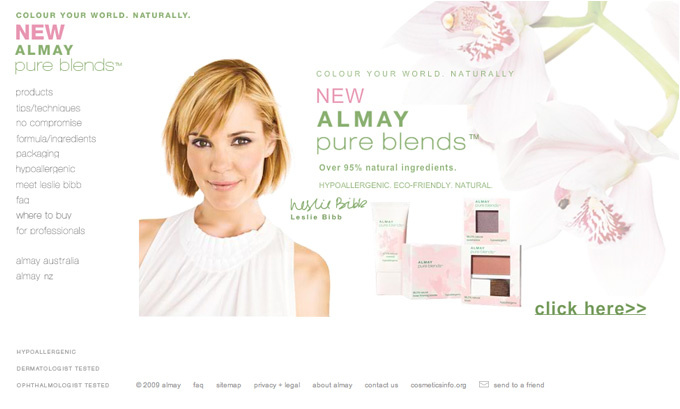 COLOUR YOUR WORLD. NATURALLY.
NEW
ALMAY
pure blends™
products
tips/techniques
no compromise
formula/ingredients
packaging
hypoallergenic
meet leslie bibb
faq
where to buy
for professionals
almay australia
almay nz
COLOUR YOUR WORLD. NATURALLY
NEW
ALMAY
pure blends™
Over 95% natural ingredients.
HYPOALLERGENIC. ECO-FRIENDLY. NATURAL.
Leslie Bibb
Leslie Bibb
ALMAY
pure blends
ALMAY
pure blends
ALMAY
pure blends
ALMAY
pure blends
click here>>
HYPOALLERGENIC
DERMATOLOGIST TESTED
OPHTHALMOLOGIST TESTED
© 2009 almay faq sitemap privacy + legal about almay contact us cosmeticsinfo.org send to a friend